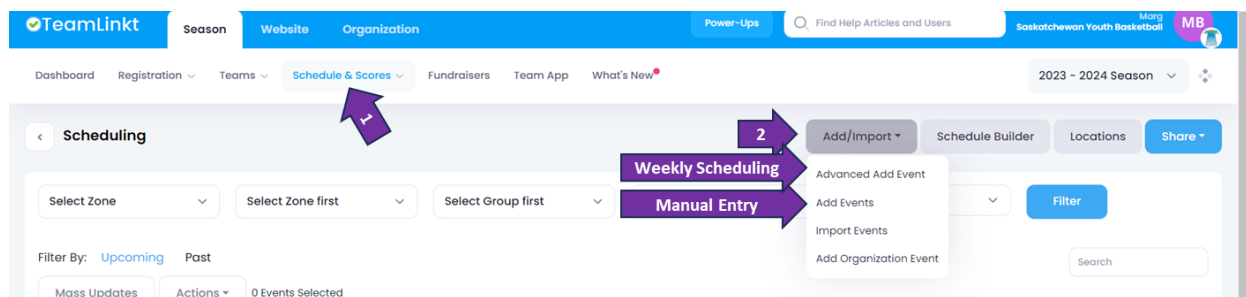 TeamLinkt
Season
Website
Organization
Power-Ups
Find Help Articles and Users
Marg
Saskatchewan Youth Basketball
MB
Dashboard
Registration
Teams
Schedule & Scores
Fundraisers
Team App
What's New
2023 - 2024 Season
1
Scheduling
2
Add/Import
Schedule Builder
Locations
Share
Weekly Scheduling
Advanced Add Event
Select Zone
Select Zone first
Select Group first
Manual Entry
Add Events
Filter
Import Events
Filter By: Upcoming Past
Add Organization Event
Search
Mass Updates
Actions
0 Events Selected